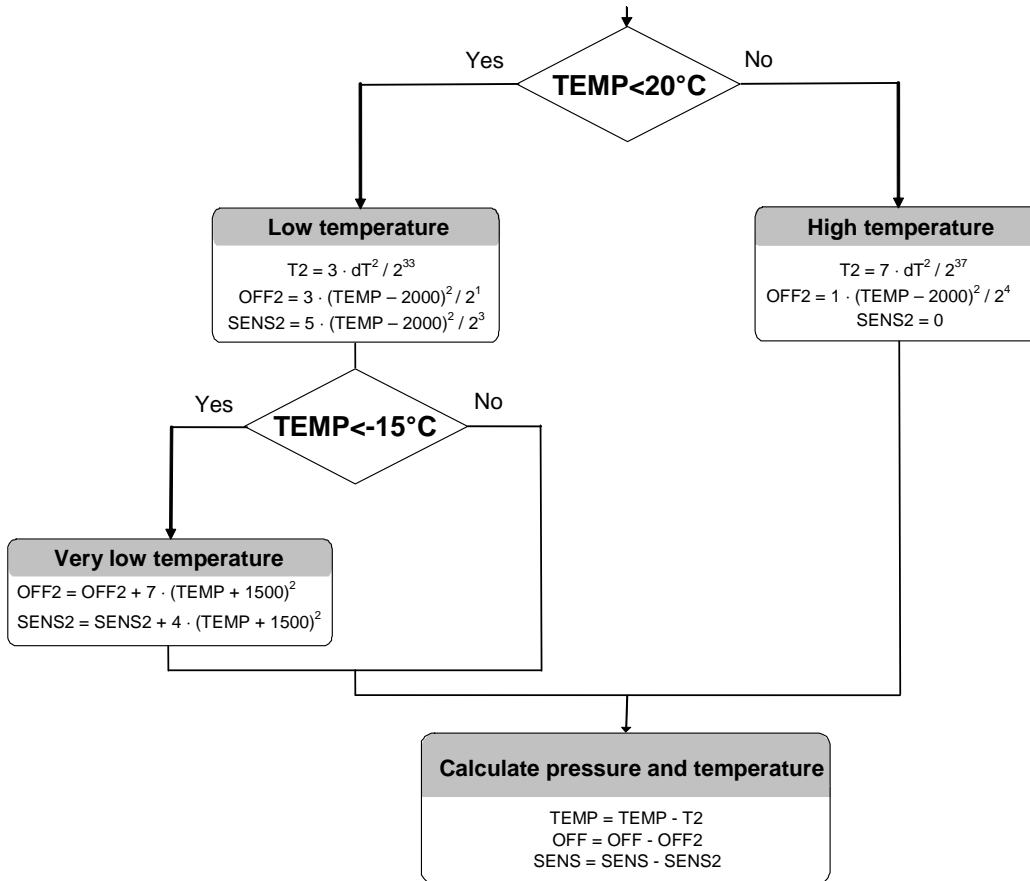 Yes
No
TEMP<20°C
Low temperature
T2 = 3 · dT² / 2³³
OFF2 = 3 · (TEMP – 2000)² / 2¹
SENS2 = 5 · (TEMP – 2000)² / 2³
High temperature
T2 = 7 · dT² / 2³⁷
OFF2 = 1 · (TEMP – 2000)² / 2⁴
SENS2 = 0
Yes
No
TEMP<-15°C
Very low temperature
OFF2 = OFF2 + 7 · (TEMP + 1500)²
SENS2 = SENS2 + 4 · (TEMP + 1500)²
Calculate pressure and temperature
TEMP = TEMP - T2
OFF = OFF - OFF2
SENS = SENS - SENS2